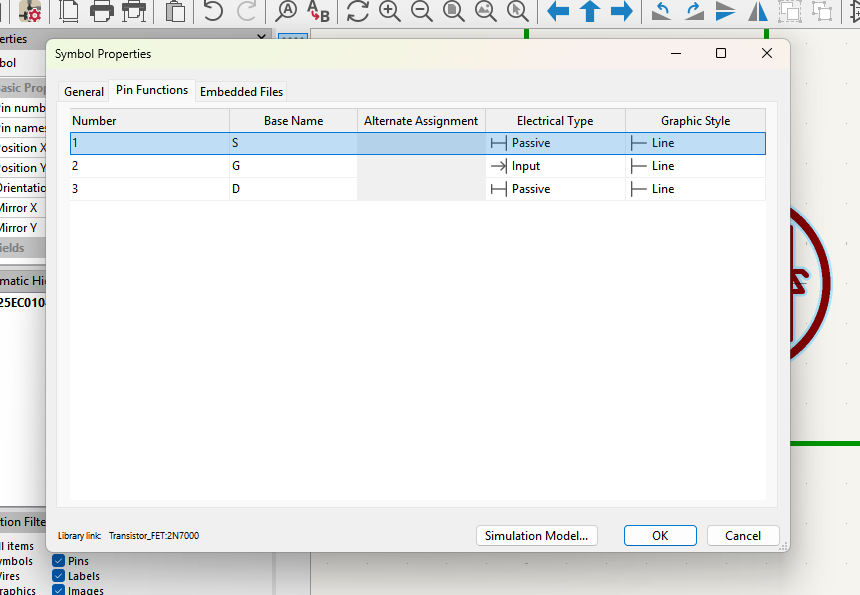 erties
Symbol Properties
bol
General Pin Functions Embedded Files
asic Prop
in numb
in names
osition X
osition Y
Orientatio
Mirror X
Mirror Y
ields
Number Base Name Alternate Assignment Electrical Type Graphic Style
1 S Passive Line
2 G Input Line
3 D Passive Line
matic Hi
25EC010
tion Filte
Library link: Transistor_FET:2N7000
Simulation Model... OK Cancel
ll items
mbols Pins
ires Labels
raphics Images